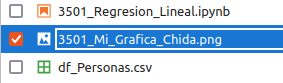 3501_Regresion_Lineal.ipynb
3501_Mi_Grafica_Chida.png
df_Personas.csv